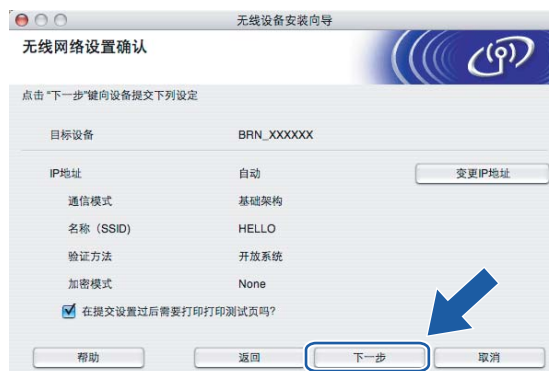 无线设备安装向导
无线网络设置确认
点击“下一步”键向设备提交下列设定
目标设备 BRN_XXXXXX
IP地址 自动 变更IP地址
通信模式 基础架构
名称（SSID) HELLO
验证方法 开放系统
加密模式 None
在提交设置过后需要打印打印测试页吗?
帮助 返回 下一步 取消